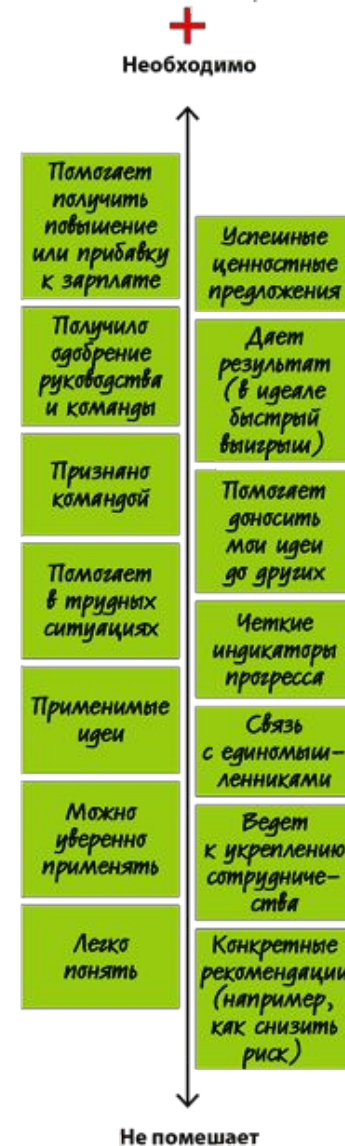 Необходимо
Помогает
получить
повышение
или прибавку
к зарплате
Успешные
ценностные
предложения
Получило
одобрение
руководства
и команды
Дает
результат
(в идеале
быстрый
выигрыш)
Признано
командой
Помогает
доносить
мои идеи
до других
Помогает
в трудных
ситуациях
Четкие
индикаторы
прогресса
Применимые
идеи
Связь
с единомыш-
ленниками
Можно
уверенно
применять
Ведет
к укреплению
сотрудниче-
ства
Легко
понять
Конкретные
рекомендации
(например,
как снизить
риск)
Не помешает